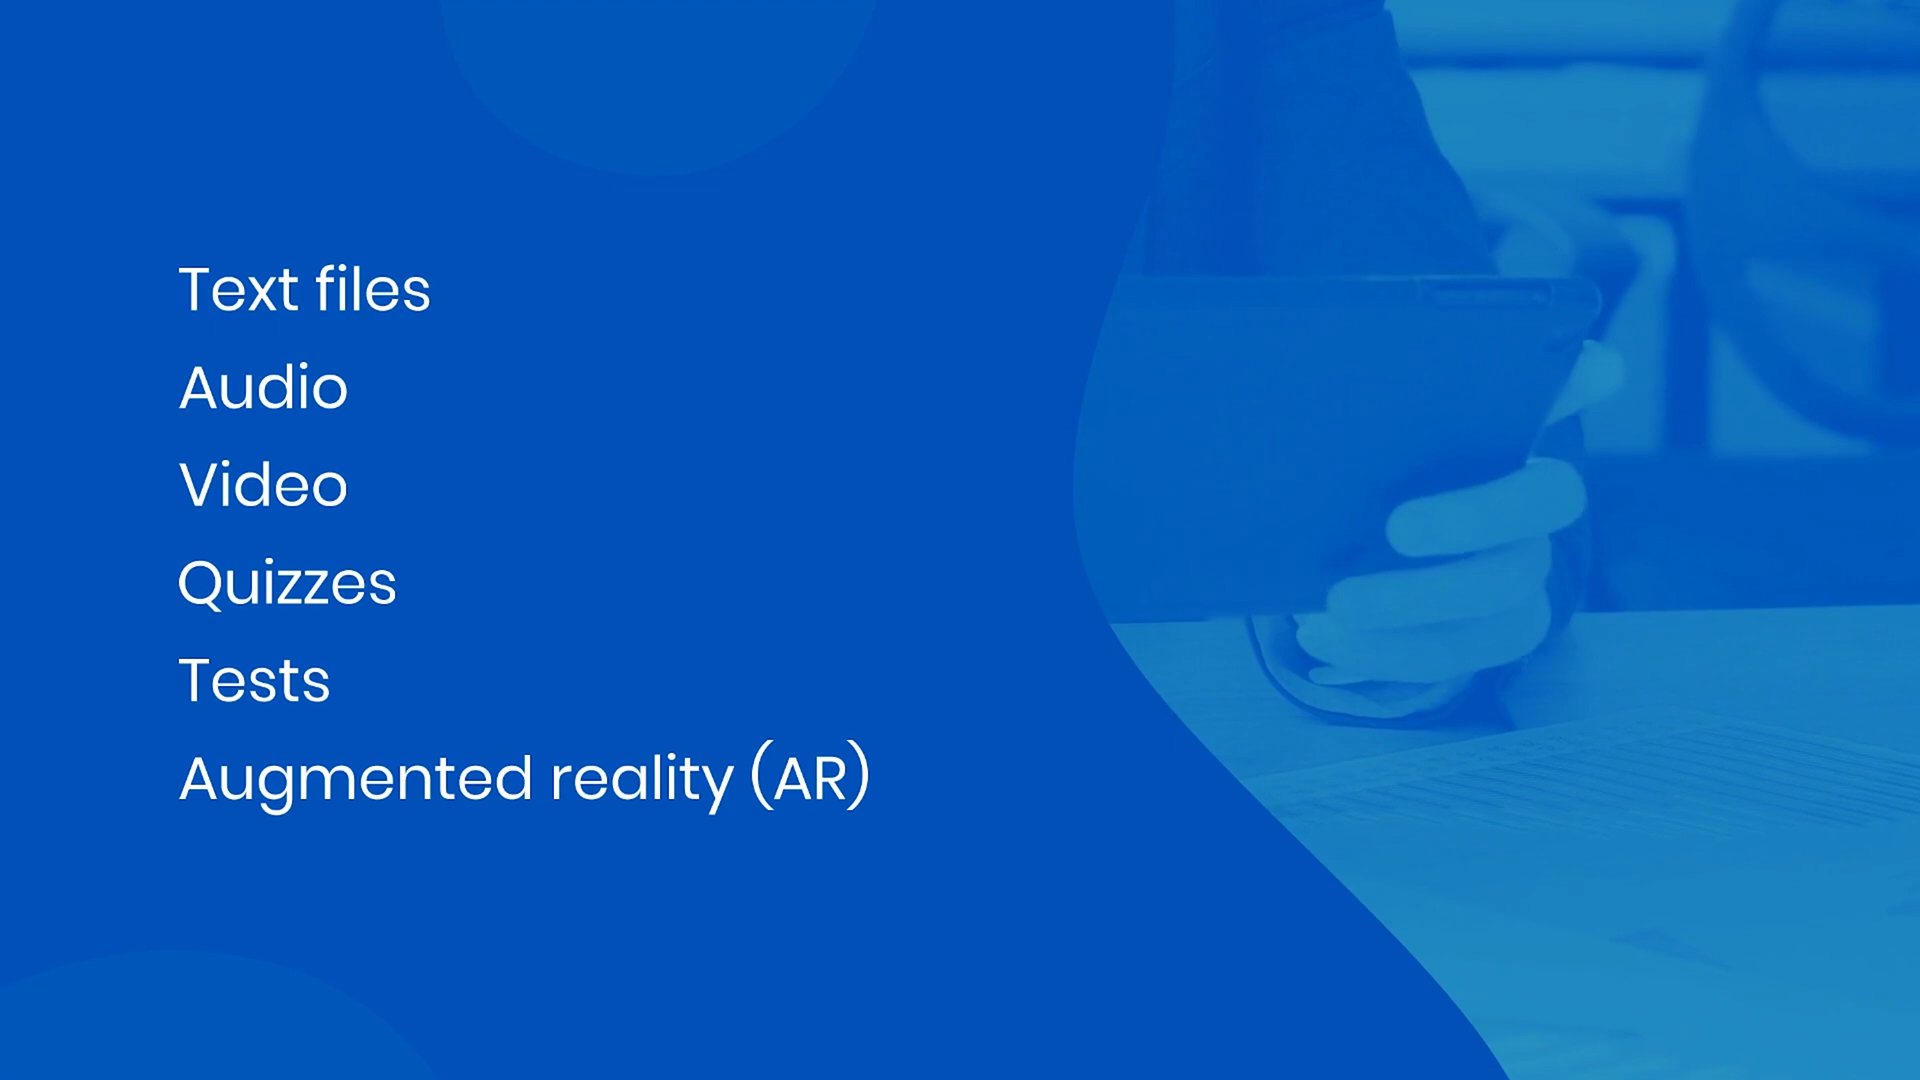 Text files
Audio
Video
Quizzes
Tests
Augmented reality (AR)